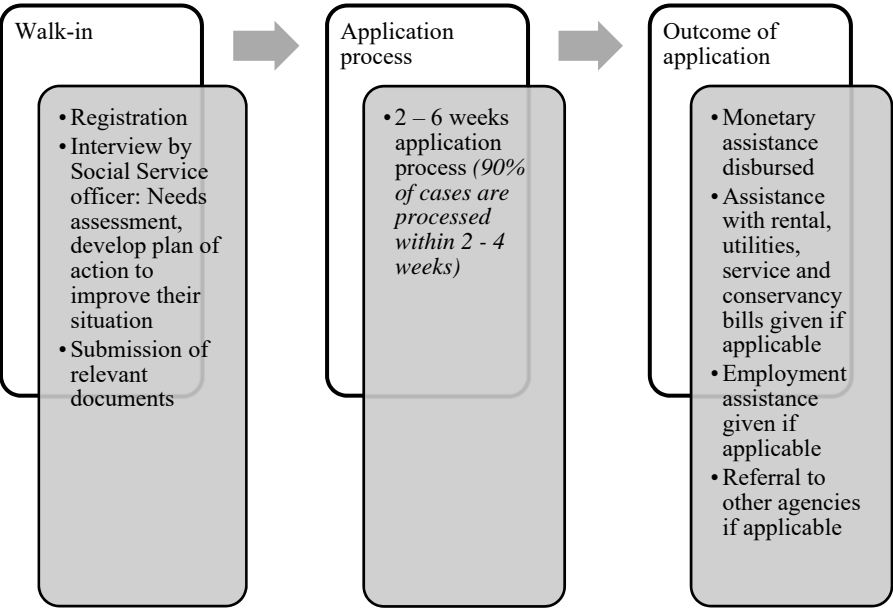 Walk-in
• Registration
• Interview by
Social Service
officer: Needs
assessment,
develop plan of
action to
improve their
situation
• Submission of
relevant
documents
Application
process
• 2 – 6 weeks
application
process (90%
of cases are
processed
within 2 - 4
weeks)
Outcome of
application
• Monetary
assistance
disbursed
• Assistance
with rental,
utilities,
service and
conservancy
bills given if
applicable
• Employment
assistance
given if
applicable
• Referral to
other agencies
if applicable